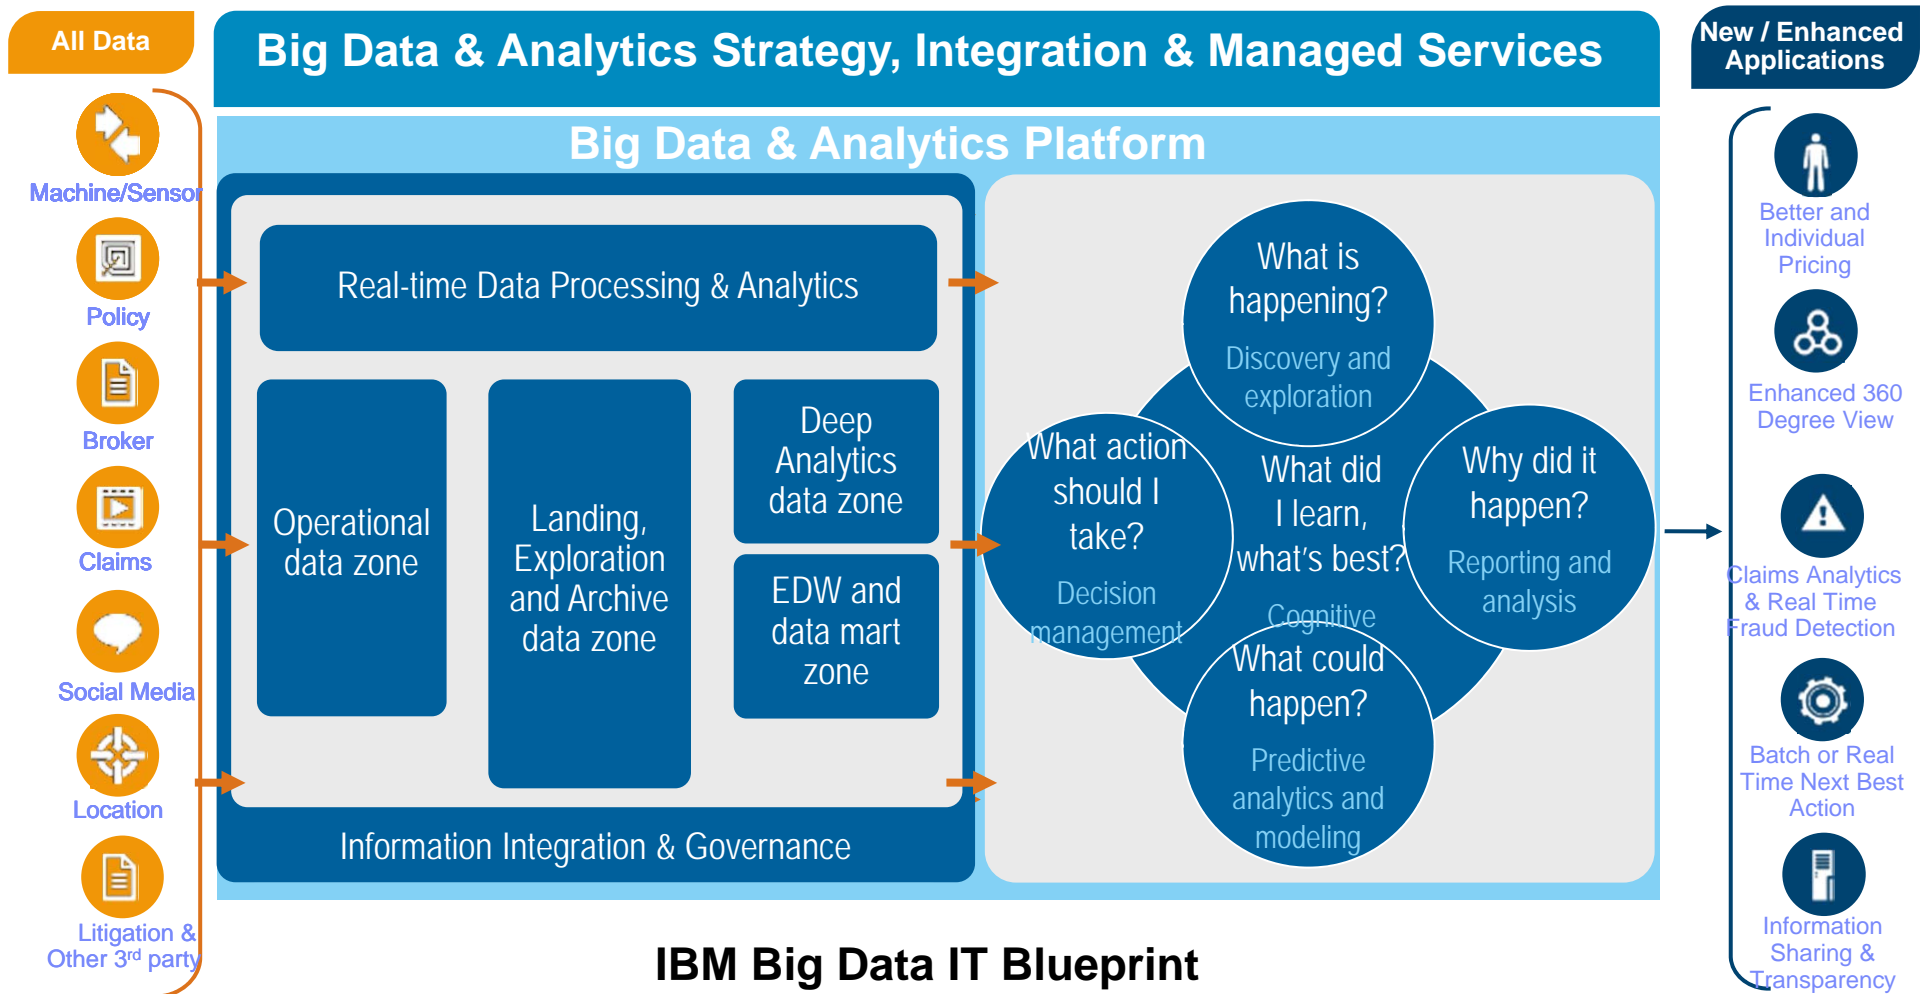 All Data
Big Data & Analytics Strategy, Integration & Managed Services
New / Enhanced
Applications
Big Data & Analytics Platform
Machine/Sensor
Policy
Broker
Claims
Social Media
Location
Litigation &
Other 3rd party
Real-time Data Processing & Analytics
Operational
data zone
Landing,
Exploration
and Archive
data zone
Deep
Analytics
data zone
EDW and
data mart
zone
Information Integration & Governance
What is
happening?
Discovery and
exploration
What action
should I
take?
Decision
management
What did
I learn,
what's best?
Cognitive
Why did it
happen?
Reporting and
analysis
What could
happen?
Predictive
analytics and
modeling
Better and
Individual
Pricing
Enhanced 360
Degree View
Claims Analytics
& Real Time
Fraud Detection
Batch or Real
Time Next Best
Action
Information
Sharing &
Transparency
IBM Big Data IT Blueprint